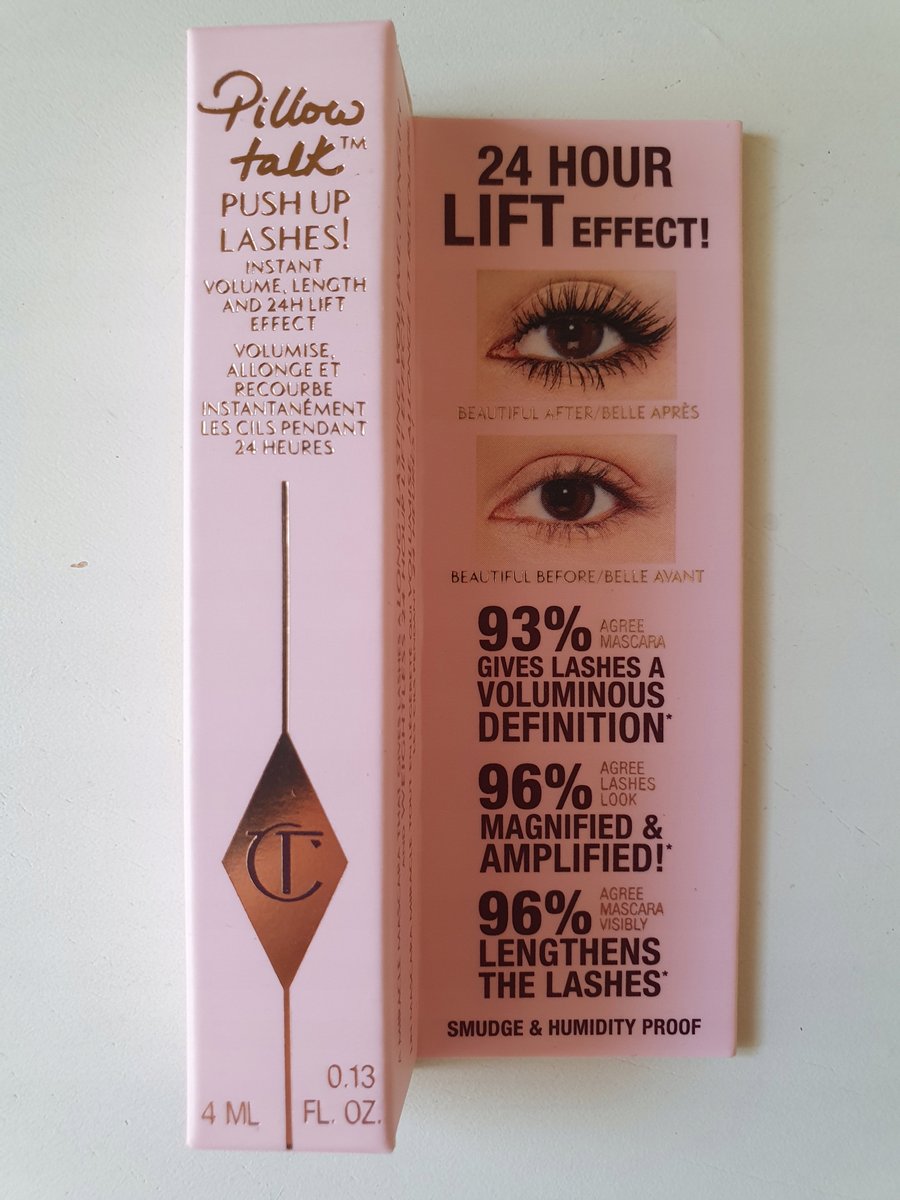 Pillow
talk™
PUSH UP
LASHES!
INSTANT
VOLUME, LENGTH
AND 24H LIFT
EFFECT
VOLUMISE,
ALLONGE ET
RECOURBE
INSTANTANÉMENT
LES CILS PENDANT
24 HEURES
CT
4 ML
0.13
FL. OZ.
24 HOUR
LIFT EFFECT!
BEAUTIFUL AFTER/BELLE APRÈS
BEAUTIFUL BEFORE/BELLE AVANT
93% AGREE
MASCARA
GIVES LASHES A
VOLUMINOUS
DEFINITION*
96% AGREE
LASHES
LOOK
MAGNIFIED &
AMPLIFIED!*
96% AGREE
MASCARA
VISIBLY
LENGTHENS
THE LASHES*
SMUDGE & HUMIDITY PROOF